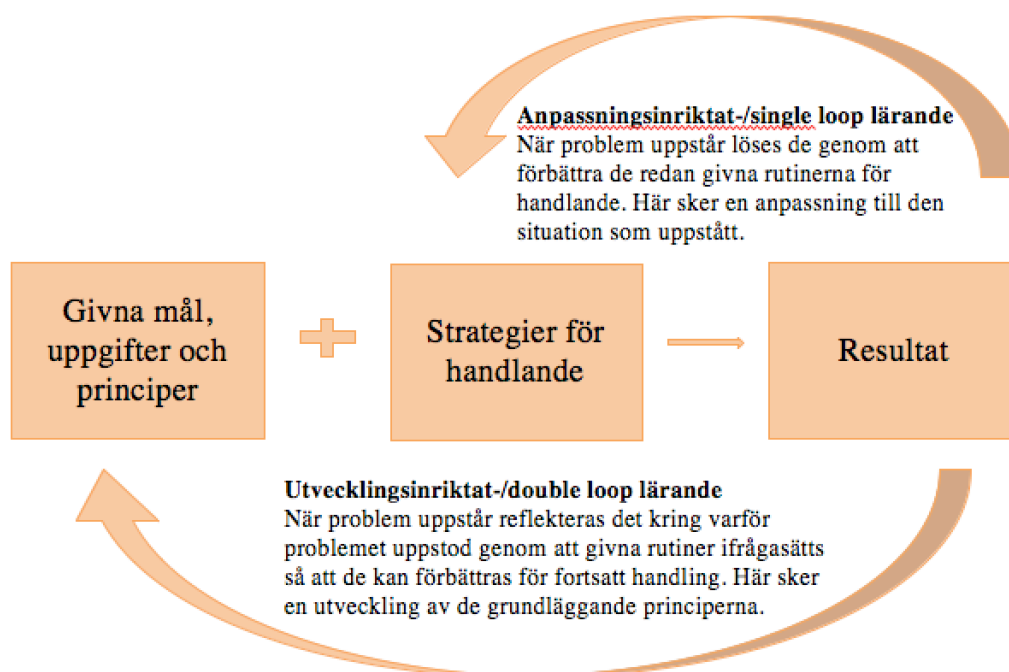 Anpassningsinriktat-/single loop lärande
När problem uppstår löses de genom att
förbättra de redan givna rutinerna för
handlande. Här sker en anpassning till den
situation som uppstått.
Givna mål,
uppgifter och
principer
Strategier för
handlande
Resultat
Utvecklingsinriktat-/double loop lärande
När problem uppstår reflekteras det kring varför
problemet uppstod genom att givna rutiner ifrågasätts
så att de kan förbättras för fortsatt handling. Här sker
en utveckling av de grundläggande principerna.